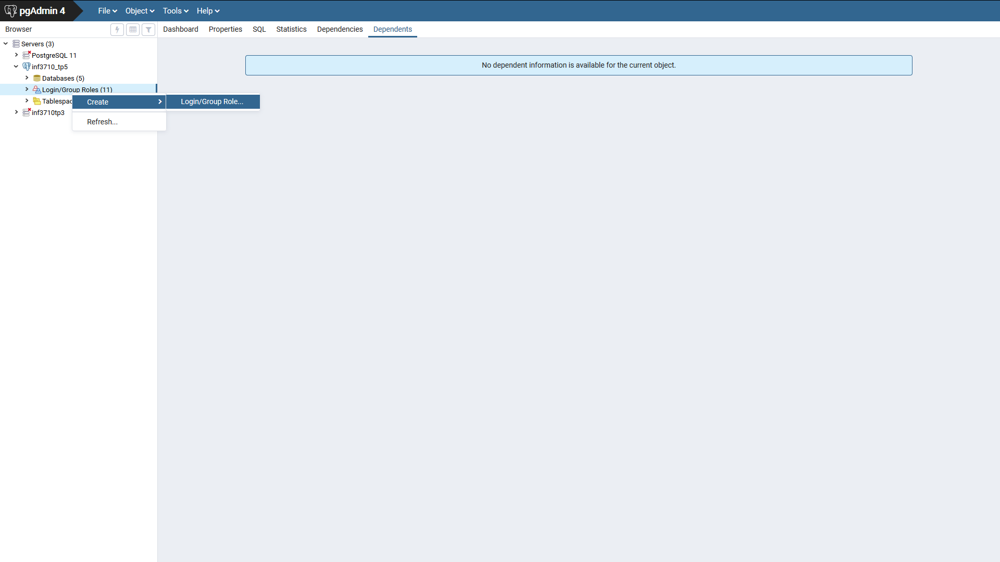 pgAdmin 4
File Object Tools Help
Browser
Dashboard Properties SQL Statistics Dependencies Dependents
Servers (3)
PostgreSQL 11
No dependent information is available for the current object.
inf3710_tp5
Databases (5)
Login/Group Roles (11)
Tablespac
Create
Login/Group Role...
inf3710tp3
Refresh...